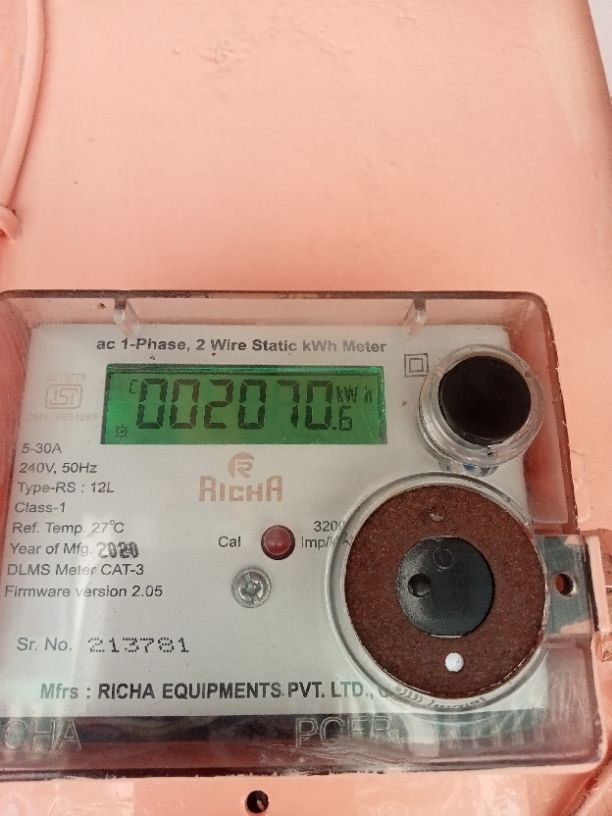 ac 1-Phase, 2 Wire Static kWh Meter
C 002070.6 kWh
5-30A
240V, 50Hz
Type-RS : 12L
Class-1
Ref. Temp. 27°C
Year of Mfg. 2020
DLMS Meter CAT-3
Firmware version 2.05
RICHA
Cal
3200
Imp/k
Sr. No. 213781
Mfrs : RICHA EQUIPMENTS PVT. LTD.,